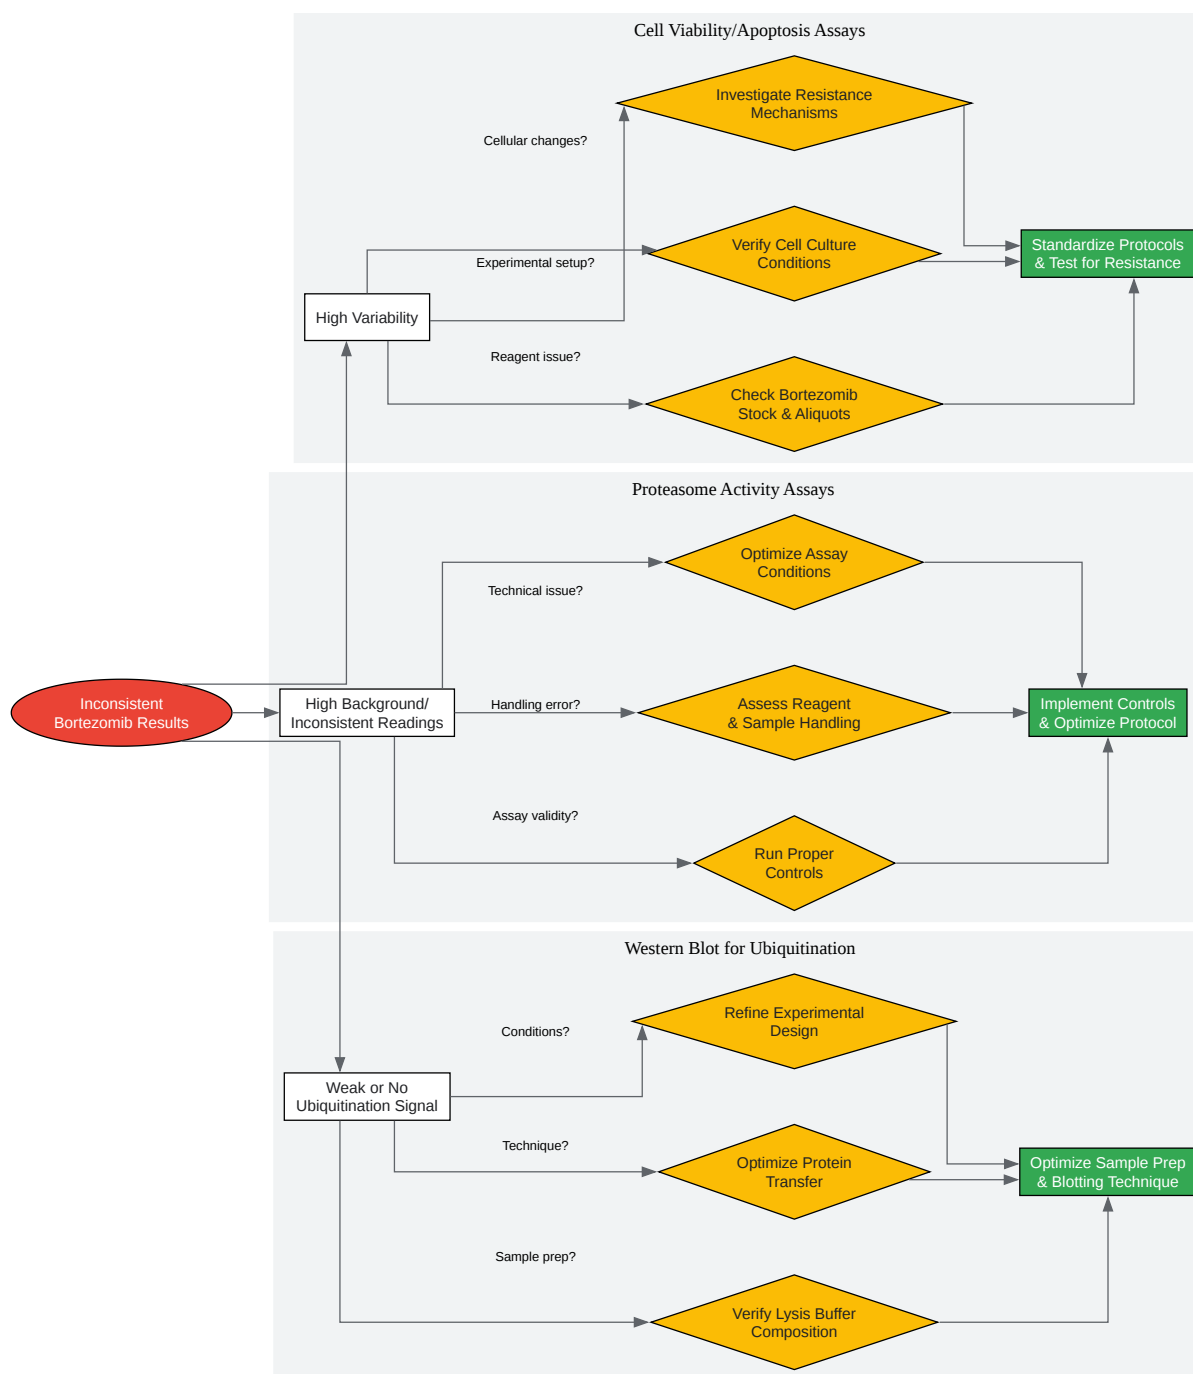 Cell Viability/Apoptosis Assays
Investigate Resistance
Mechanisms
Cellular changes?
Verify Cell Culture
Conditions
Experimental setup?
Standardize Protocols
& Test for Resistance
High Variability
Reagent issue?
Check Bortezomib
Stock & Aliquots
Proteasome Activity Assays
Optimize Assay
Conditions
Technical issue?
Inconsistent
Bortezomib Results
High Background/
Inconsistent Readings
Handling error?
Assess Reagent
& Sample Handling
Implement Controls
& Optimize Protocol
Assay validity?
Run Proper
Controls
Western Blot for Ubiquitination
Refine Experimental
Design
Conditions?
Weak or No
Ubiquitination Signal
Technique?
Optimize Protein
Transfer
Optimize Sample Prep
& Blotting Technique
Sample prep?
Verify Lysis Buffer
Composition